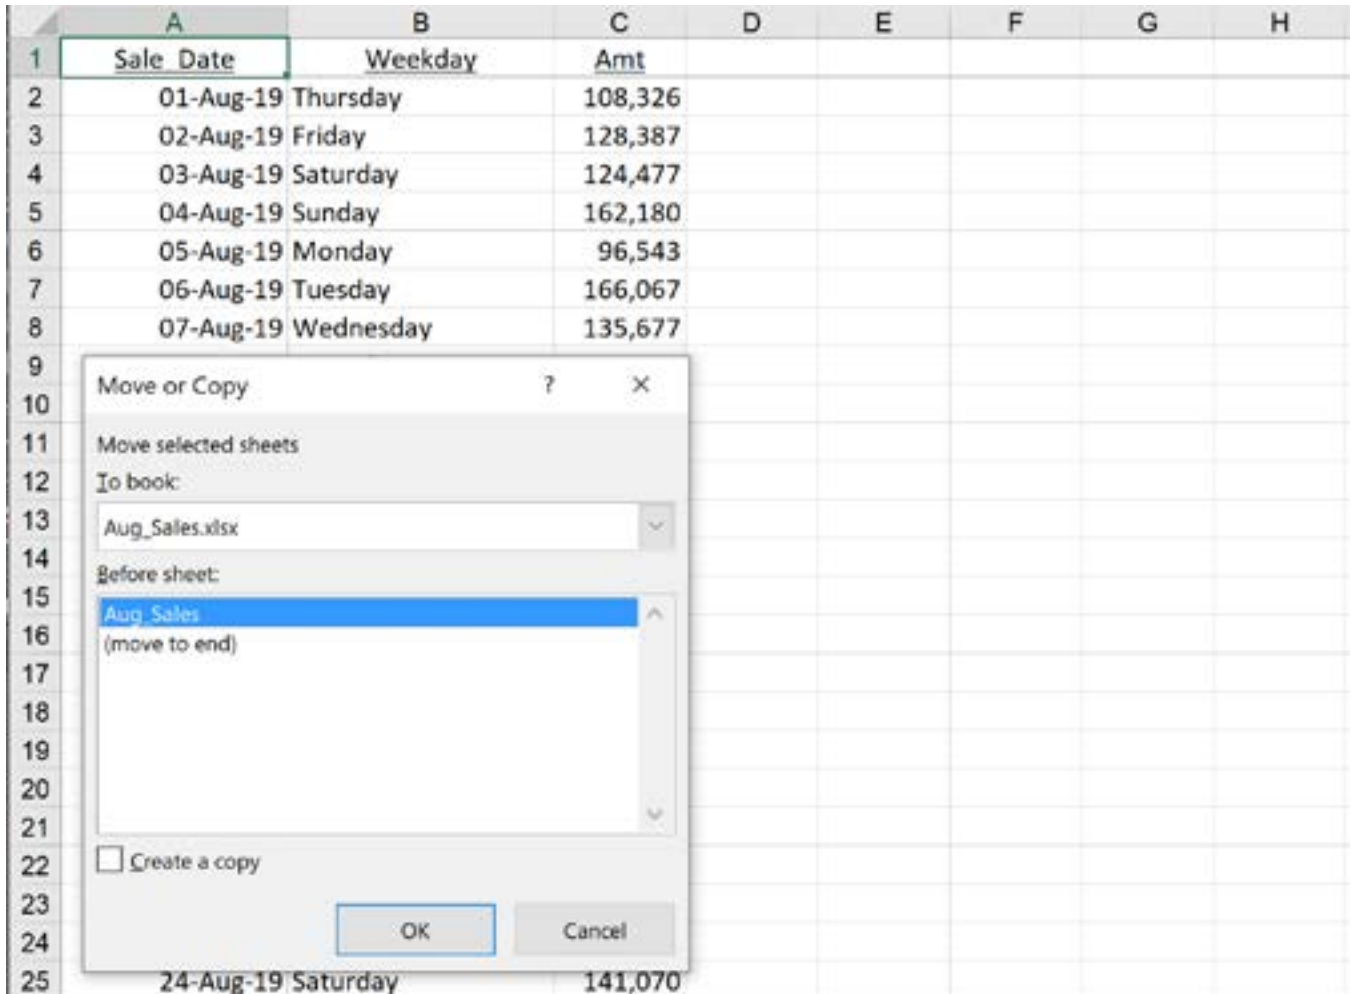 A B C D E F G H
1 Sale_Date Weekday Amt
2 01-Aug-19 Thursday 108,326
3 02-Aug-19 Friday 128,387
4 03-Aug-19 Saturday 124,477
5 04-Aug-19 Sunday 162,180
6 05-Aug-19 Monday 96,543
7 06-Aug-19 Tuesday 166,067
8 07-Aug-19 Wednesday 135,677
9
Move or Copy ? ×
10
11 Move selected sheets
12 To book:
13 Aug_Sales.xlsx
14
Before sheet:
15 Aug_Sales
16 (move to end)
17
18
19
20
21
22 Create a copy
23
OK Cancel
24
25 24-Aug-19 Saturday 141,070